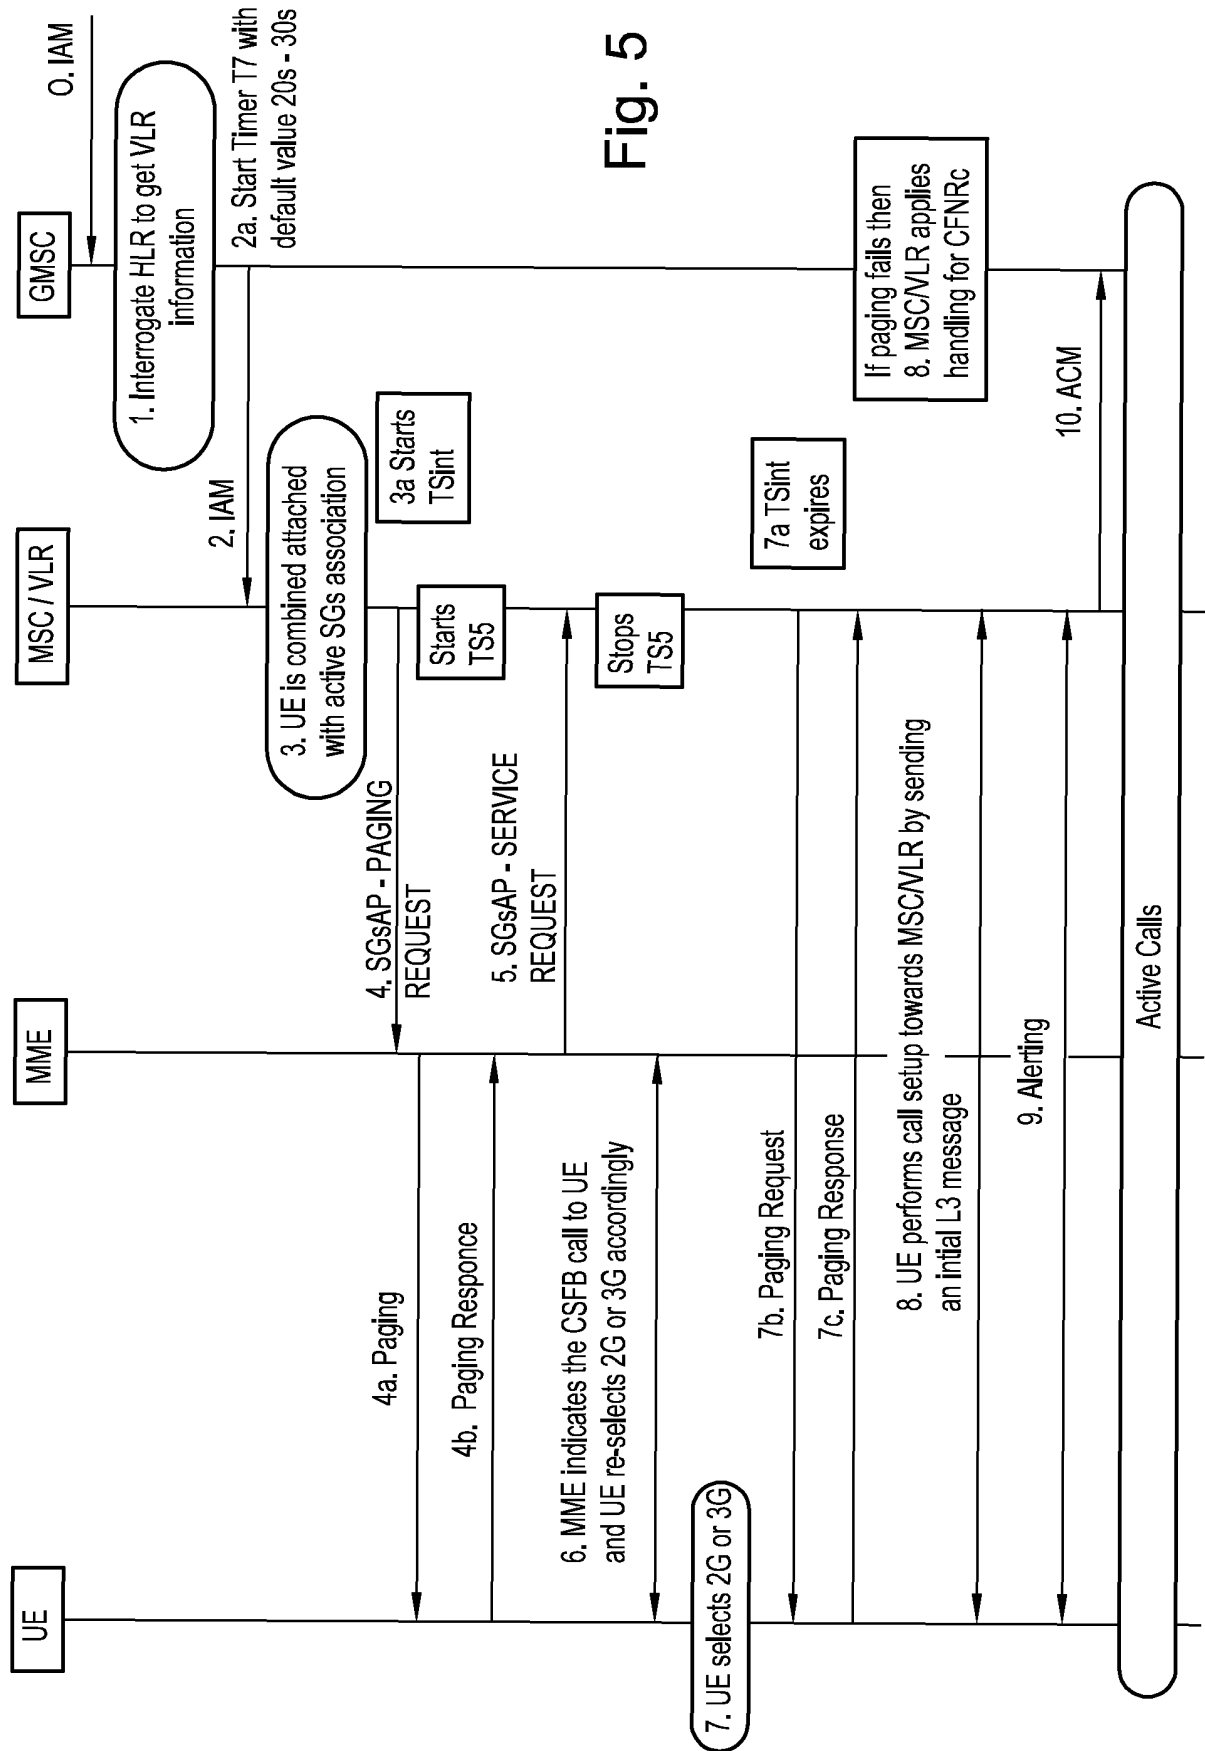 UE
MME
MSC / VLR
GMSC
O. IAM
1. Interrogate HLR to get VLR
information
2a. Start Timer T7 with
default value 20s - 30s
2. IAM
3. UE is combined attached
with active SGs association
3a Starts
TSint
4. SGsAP - PAGING
REQUEST
Starts
TS5
4a. Paging
4b. Paging Responce
5. SGsAP - SERVICE
REQUEST
Stops
TS5
6. MME indicates the CSFB call to UE
and UE re-selects 2G or 3G accordingly
7. UE selects 2G or 3G
7a TSint
expires
7b. Paging Request
7c. Paging Response
If paging fails then
8. MSC/VLR applies
handling for CFNRc
8. UE performs call setup towards MSC/VLR by sending
an intial L3 message
9. Alerting
10. ACM
Active Calls
Fig. 5